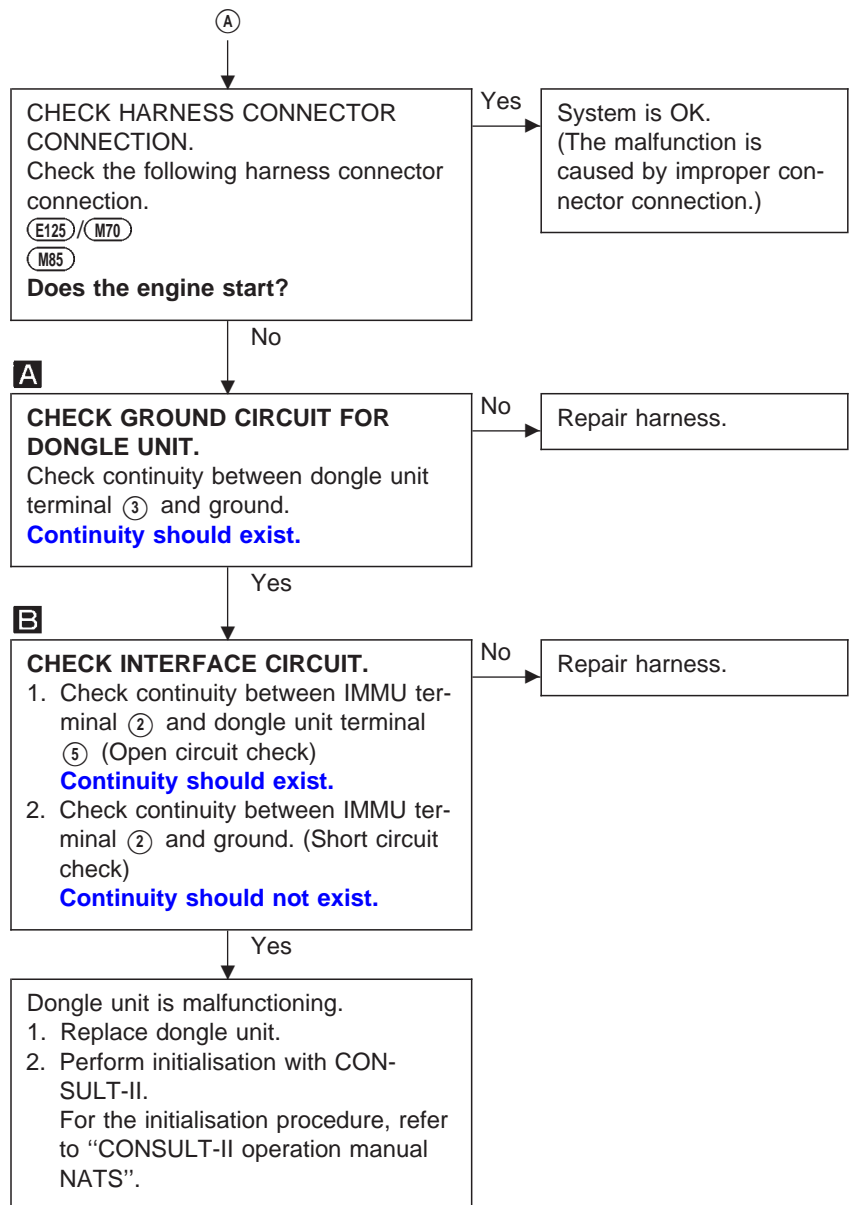 A
CHECK HARNESS CONNECTOR
CONNECTION.
Check the following harness connector
connection.
E125/M70
M85
Does the engine start?
Yes
System is OK.
(The malfunction is
caused by improper con-
nector connection.)
No
A
CHECK GROUND CIRCUIT FOR
DONGLE UNIT.
Check continuity between dongle unit
terminal ③ and ground.
Continuity should exist.
No
Repair harness.
Yes
B
CHECK INTERFACE CIRCUIT.
1. Check continuity between IMMU ter-
minal ② and dongle unit terminal
⑤ (Open circuit check)
Continuity should exist.
2. Check continuity between IMMU ter-
minal ② and ground. (Short circuit
check)
Continuity should not exist.
No
Repair harness.
Yes
Dongle unit is malfunctioning.
1. Replace dongle unit.
2. Perform initialisation with CON-
SULT-II.
For the initialisation procedure, refer
to ‘‘CONSULT-II operation manual
NATS’’.